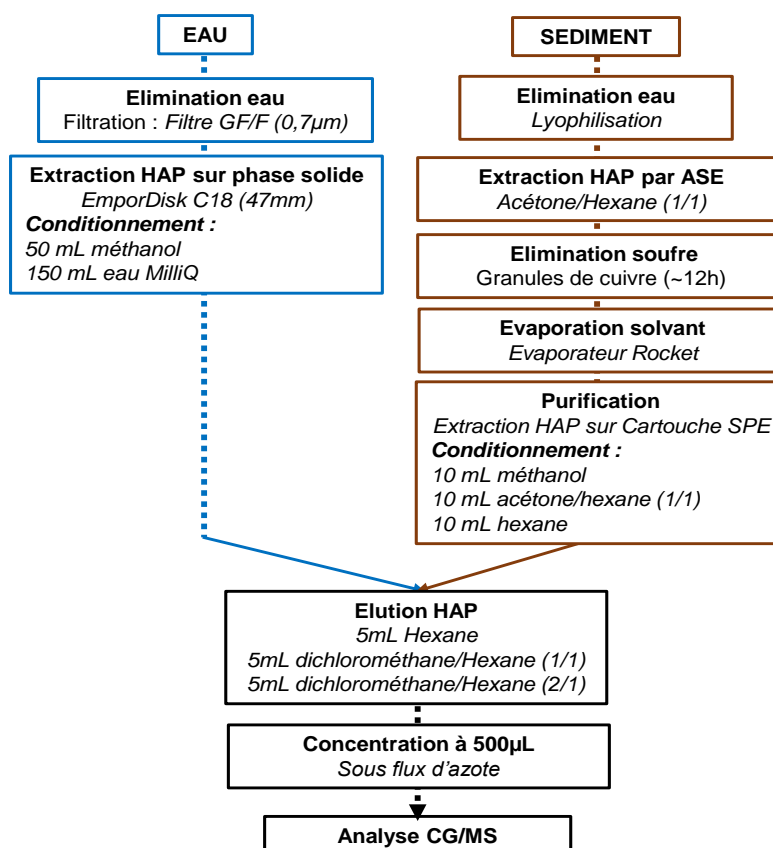 EAU
Elimination eau
Filtration : Filtre GF/F (0,7µm)
Extraction HAP sur phase solide
EmporDisk C18 (47mm)
Conditionnement :
50 mL méthanol
150 mL eau MilliQ
SEDIMENT
Elimination eau
Lyophilisation
Extraction HAP par ASE
Acétone/Hexane (1/1)
Elimination soufre
Granules de cuivre (~12h)
Evaporation solvant
Evaporateur Rocket
Purification
Extraction HAP sur Cartouche SPE
Conditionnement :
10 mL méthanol
10 mL acétone/hexane (1/1)
10 mL hexane
Elution HAP
5mL Hexane
5mL dichlorométhane/Hexane (1/1)
5mL dichlorométhane/Hexane (2/1)
Concentration à 500µL
Sous flux d’azote
Analyse CG/MS